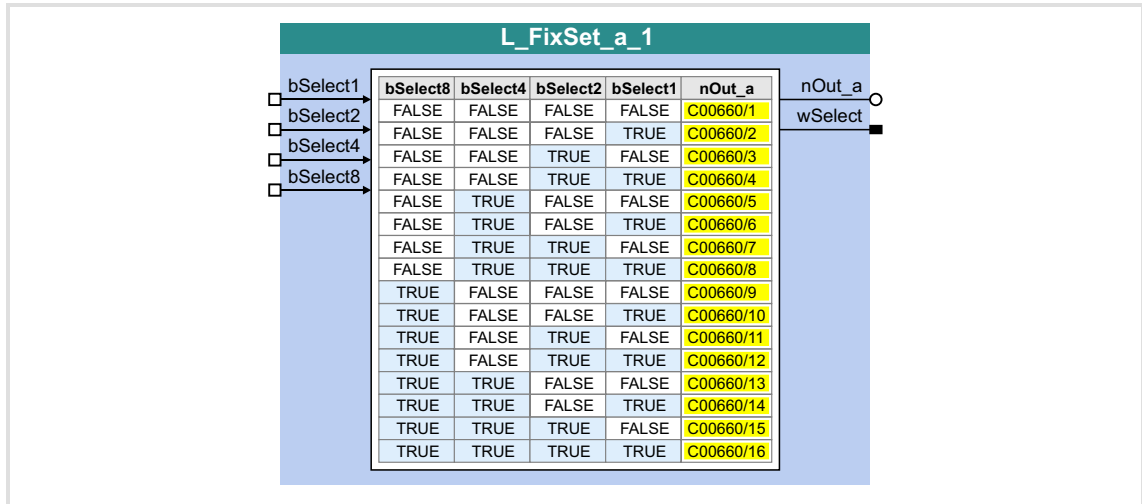 L_FixSet_a_1
bSelect1
bSelect2
bSelect4
bSelect8
bSelect8 bSelect4 bSelect2 bSelect1 nOut_a
FALSE FALSE FALSE FALSE C00660/1
FALSE FALSE FALSE TRUE C00660/2
FALSE FALSE TRUE FALSE C00660/3
FALSE FALSE TRUE TRUE C00660/4
FALSE TRUE FALSE FALSE C00660/5
FALSE TRUE FALSE TRUE C00660/6
FALSE TRUE TRUE FALSE C00660/7
FALSE TRUE TRUE TRUE C00660/8
TRUE FALSE FALSE FALSE C00660/9
TRUE FALSE FALSE TRUE C00660/10
TRUE FALSE TRUE FALSE C00660/11
TRUE FALSE TRUE TRUE C00660/12
TRUE TRUE FALSE FALSE C00660/13
TRUE TRUE FALSE TRUE C00660/14
TRUE TRUE TRUE FALSE C00660/15
TRUE TRUE TRUE TRUE C00660/16
nOut_a
wSelect